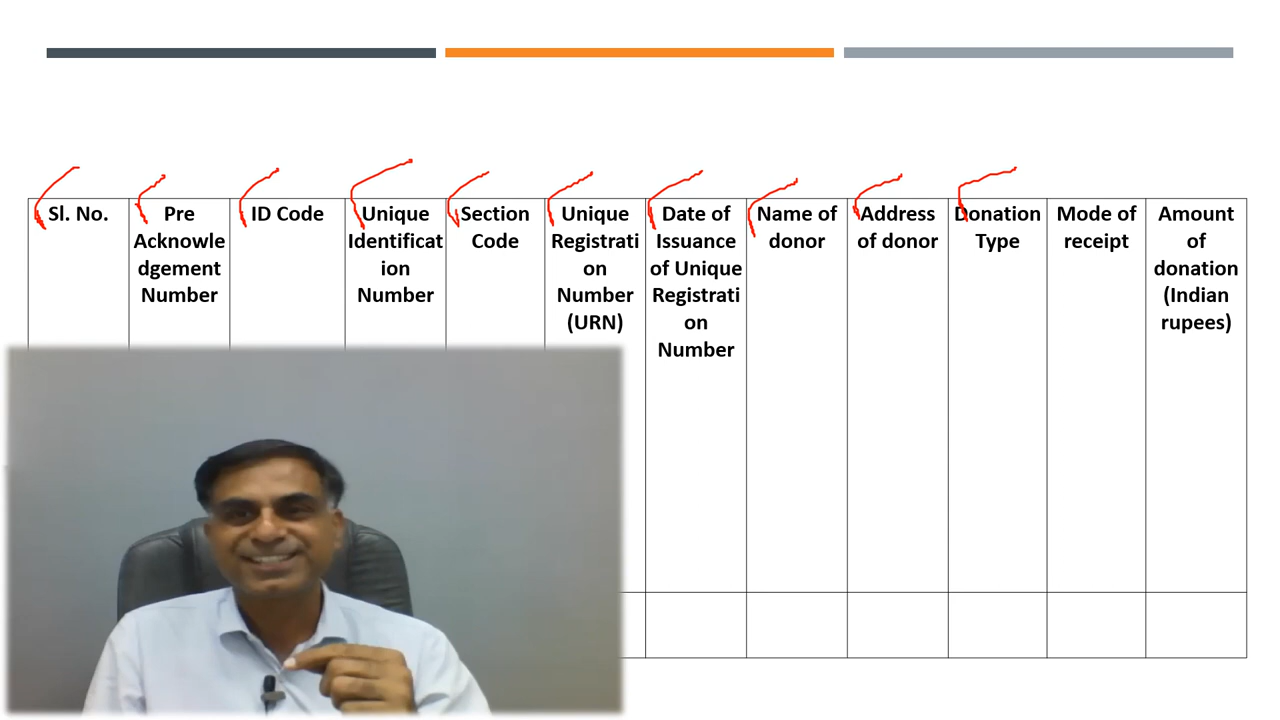 Sl. No.
Pre
Acknowle
dgement
Number
ID Code
Unique
Identificat
ion
Number
Section
Code
Unique
Registrati
on
Number
(URN)
Date of
Issuance
of Unique
Registrati
on
Number
Name of
donor
Address
of donor
Donation
Type
Mode of
receipt
Amount
of
donation
(Indian
rupees)